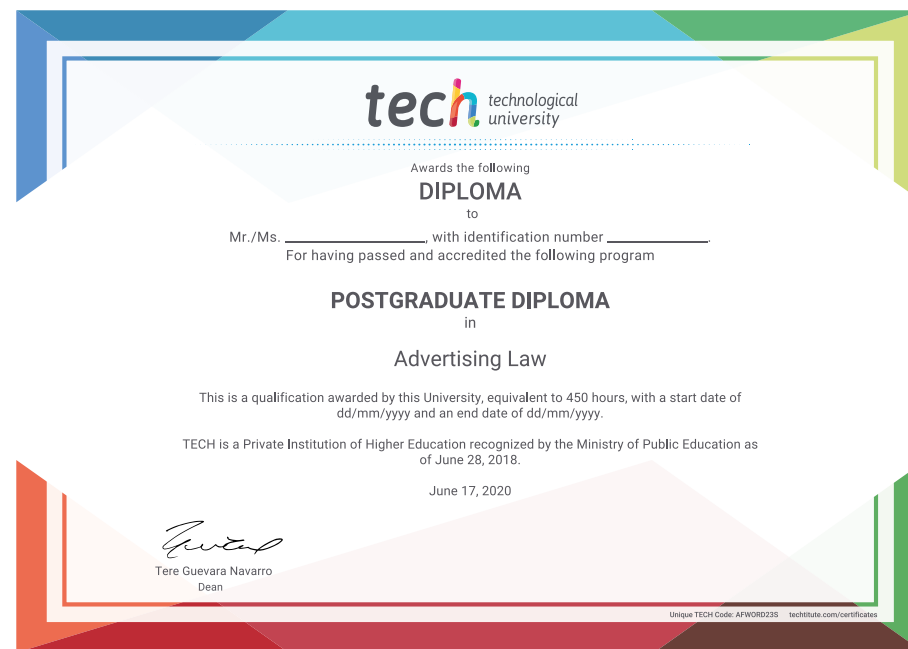 tech technological
university
Awards the following
DIPLOMA
to
Mr./Ms. ____________________, with identification number __________________.
For having passed and accredited the following program
POSTGRADUATE DIPLOMA
in
Advertising Law
This is a qualification awarded by this University, equivalent to 450 hours, with a start date of
dd/mm/yyyy and an end date of dd/mm/yyyy.
TECH is a Private Institution of Higher Education recognized by the Ministry of Public Education as
of June 28, 2018.
June 17, 2020
Tere Guevara Navarro
Dean
Unique TECH Code: AFWORD23S techtitute.com/certificates